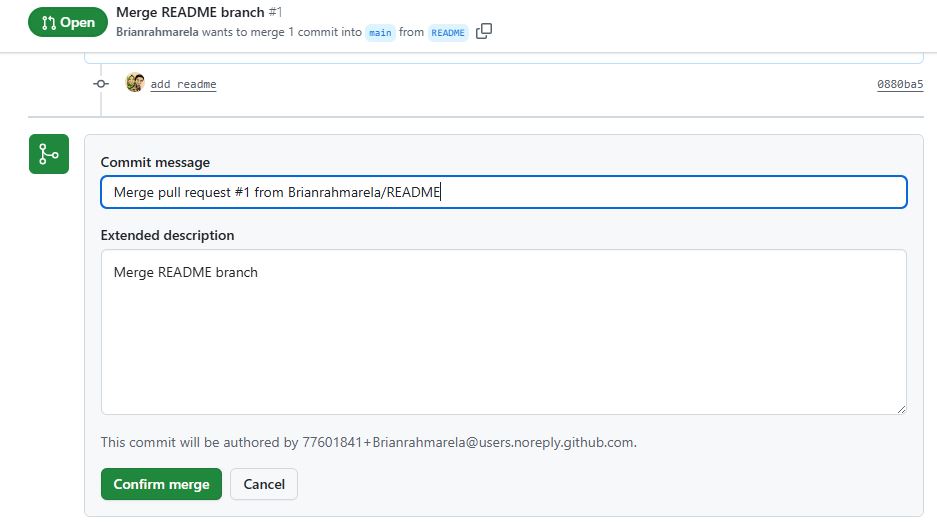 Open
Merge README branch #1
Brianrahmarela wants to merge 1 commit into main from README
add readme 0880ba5
Commit message
Merge pull request #1 from Brianrahmarela/README
Extended description
Merge README branch
This commit will be authored by 77601841+Brianrahmarela@users.noreply.github.com.
Confirm merge Cancel